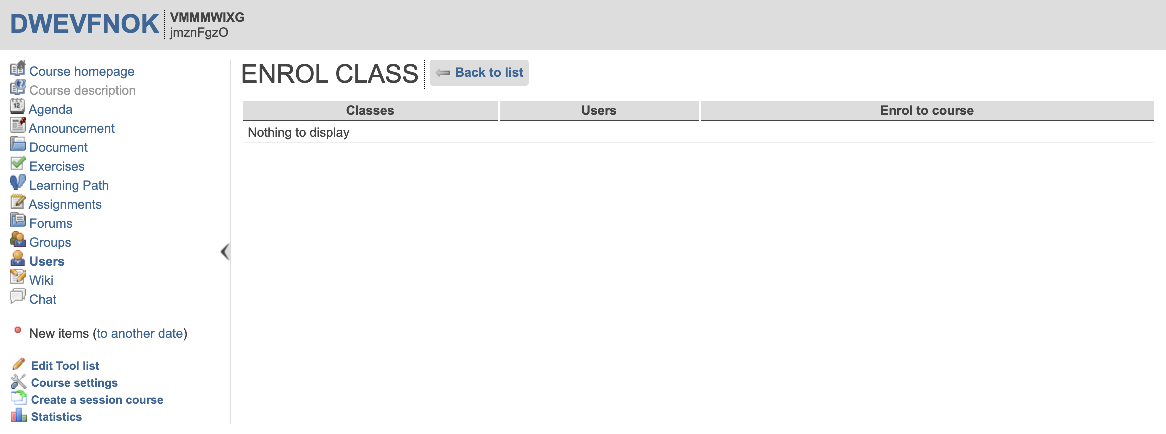 DWEVFNOK
VMMMWIXG
jmznFgzO
Course homepage
Course description
Agenda
Announcement
Document
Exercises
Learning Path
Assignments
Forums
Groups
Users
Wiki
Chat
New items (to another date)
Edit Tool list
Course settings
Create a session course
Statistics
ENROL CLASS
Back to list
Classes Users Enrol to course
Nothing to display